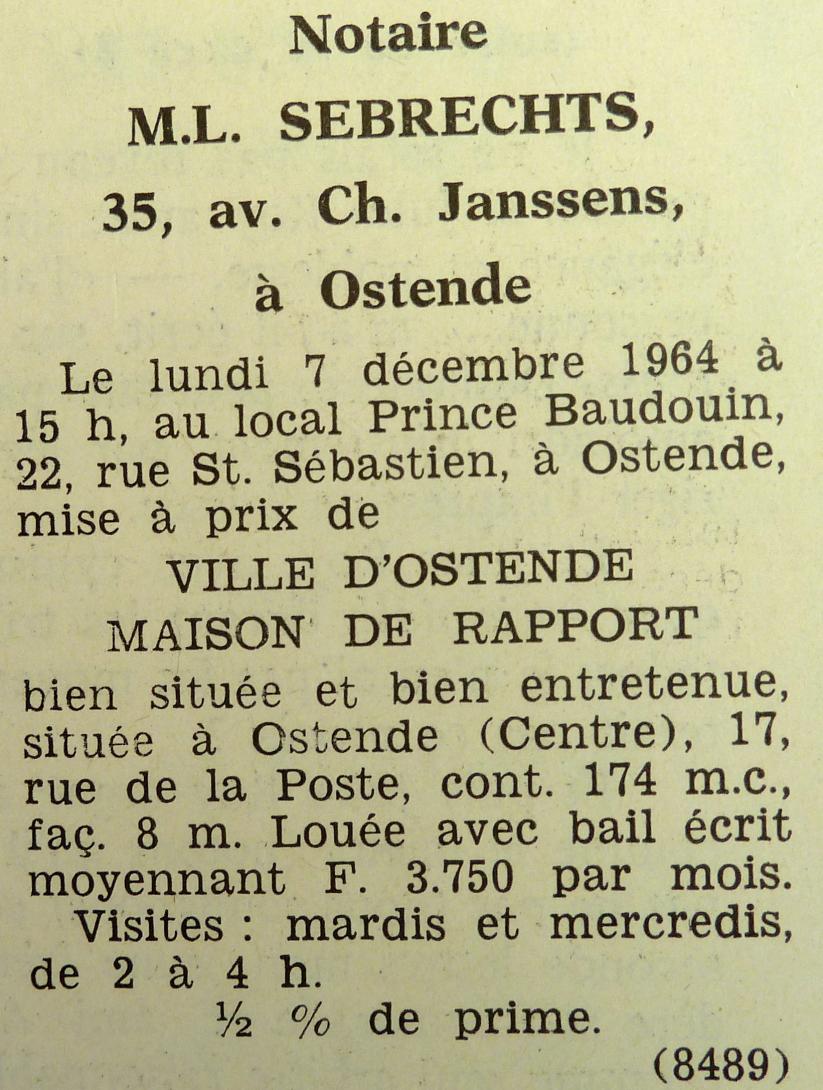 Notaire
M.L. SEBRECHTS,
35, av. Ch. Janssens,
à Ostende
Le lundi 7 décembre 1964 à
15 h, au local Prince Baudouin,
22, rue St. Sébastien, à Ostende,
mise à prix de
VILLE D'OSTENDE
MAISON DE RAPPORT
bien située et bien entretenue,
située à Ostende (Centre), 17,
rue de la Poste, cont. 174 m.c.,
faç. 8 m. Louée avec bail écrit
moyennant F. 3.750 par mois.
Visites : mardis et mercredis,
de 2 à 4 h.
½ % de prime.
(8489)